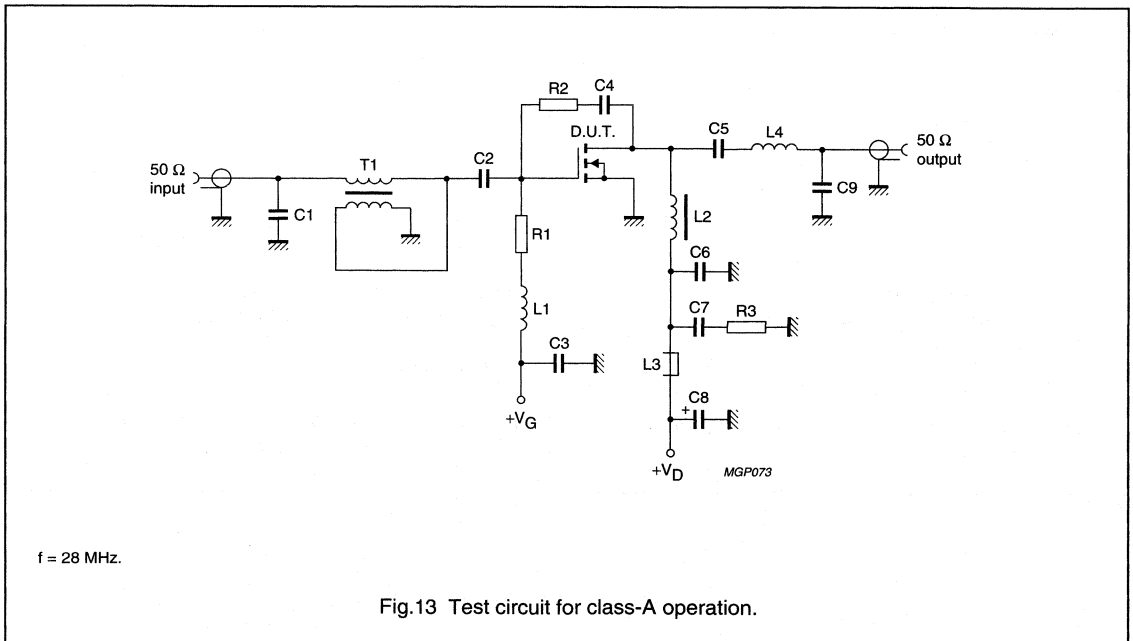 R2
C4
D.U.T.
C5
L4
50 Ω
output
50 Ω
input
T1
C2
C1
C9
R1
L2
C6
L1
C7
R3
C3
L3
+VG
C8
+
+VD
MGP073
f = 28 MHz.
Fig.13 Test circuit for class-A operation.